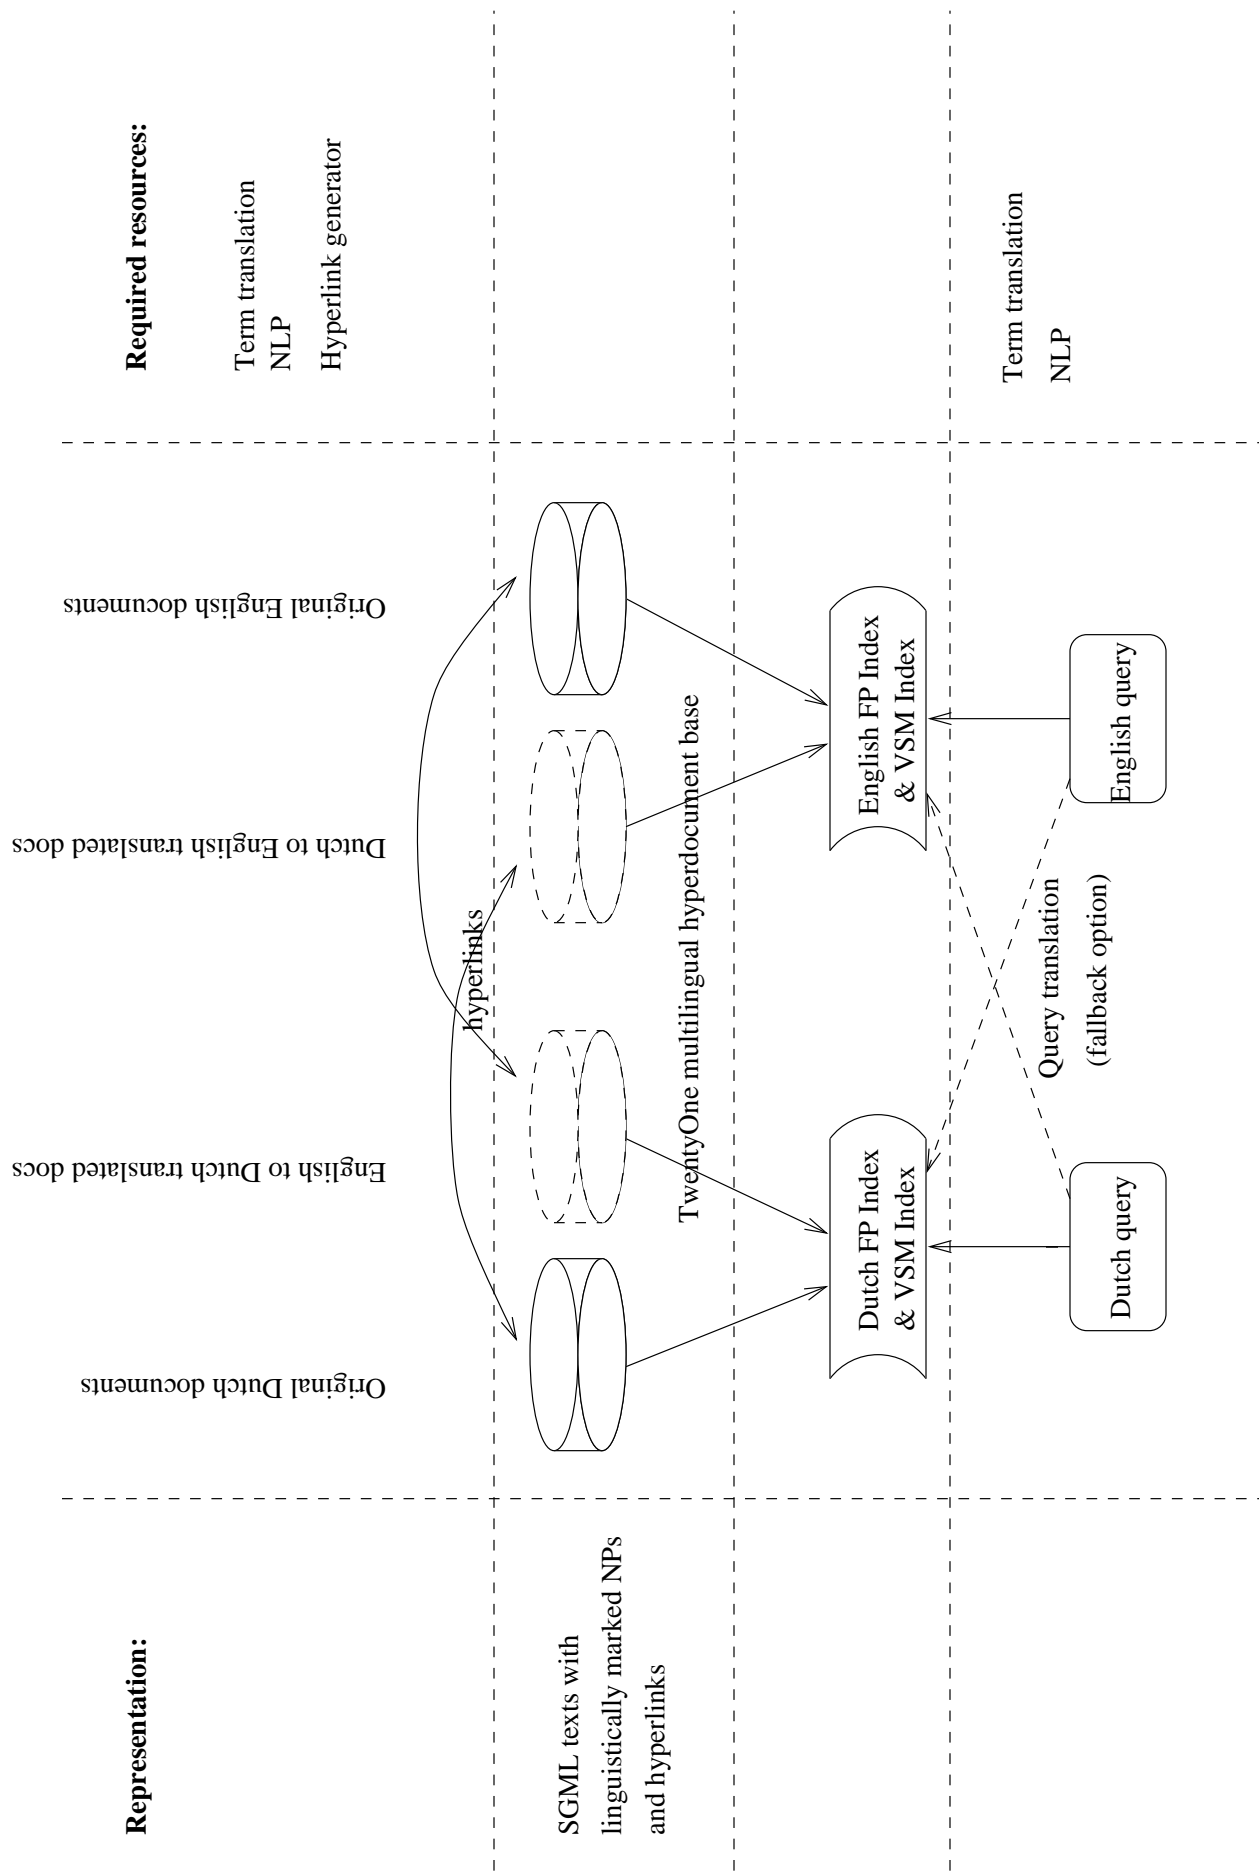 Representation:
Required resources:
Original Dutch documents
English to Dutch translated docs
Dutch to English translated docs
Original English documents
Term translation
NLP
Hyperlink generator
hyperlinks
SGML texts with
linguistically marked NPs
and hyperlinks
TwentyOne multilingual hyperdocument base
Dutch FP Index
& VSM Index
English FP Index
& VSM Index
Query translation
(fallback option)
Dutch query
English query
Term translation
NLP